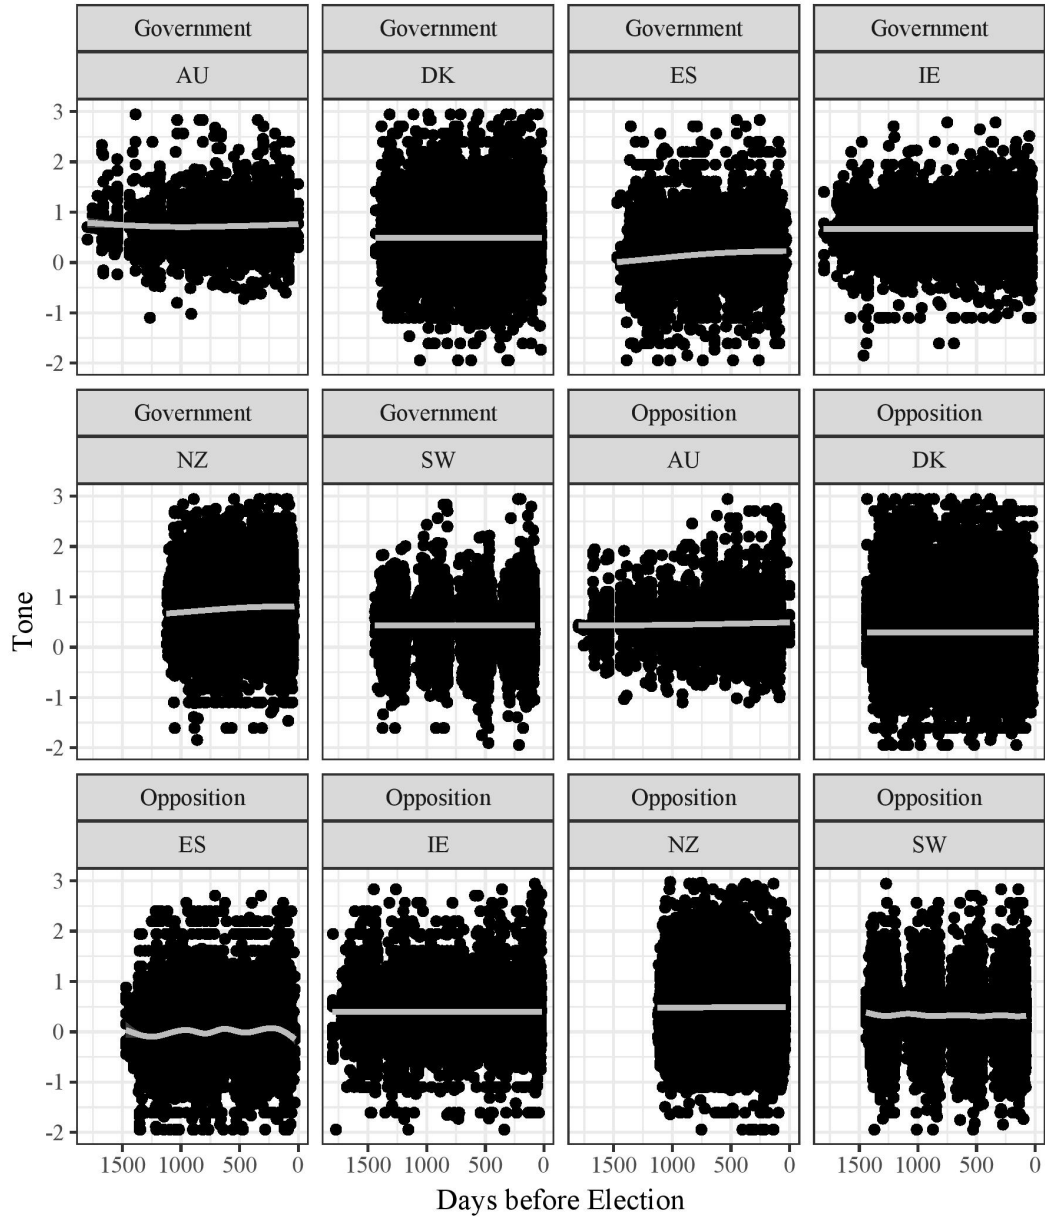 Government Government Government Government
AU DK ES IE
3
2
1
0
-1
-2
Government Government Opposition Opposition
NZ SW AU DK
3
2
1
0
-1
-2
Tone
Opposition Opposition Opposition Opposition
ES IE NZ SW
3
2
1
0
-1
-2
1500 1000 500 0 1500 1000 500 0 1500 1000 500 0 1500 1000 500 0
Days before Election